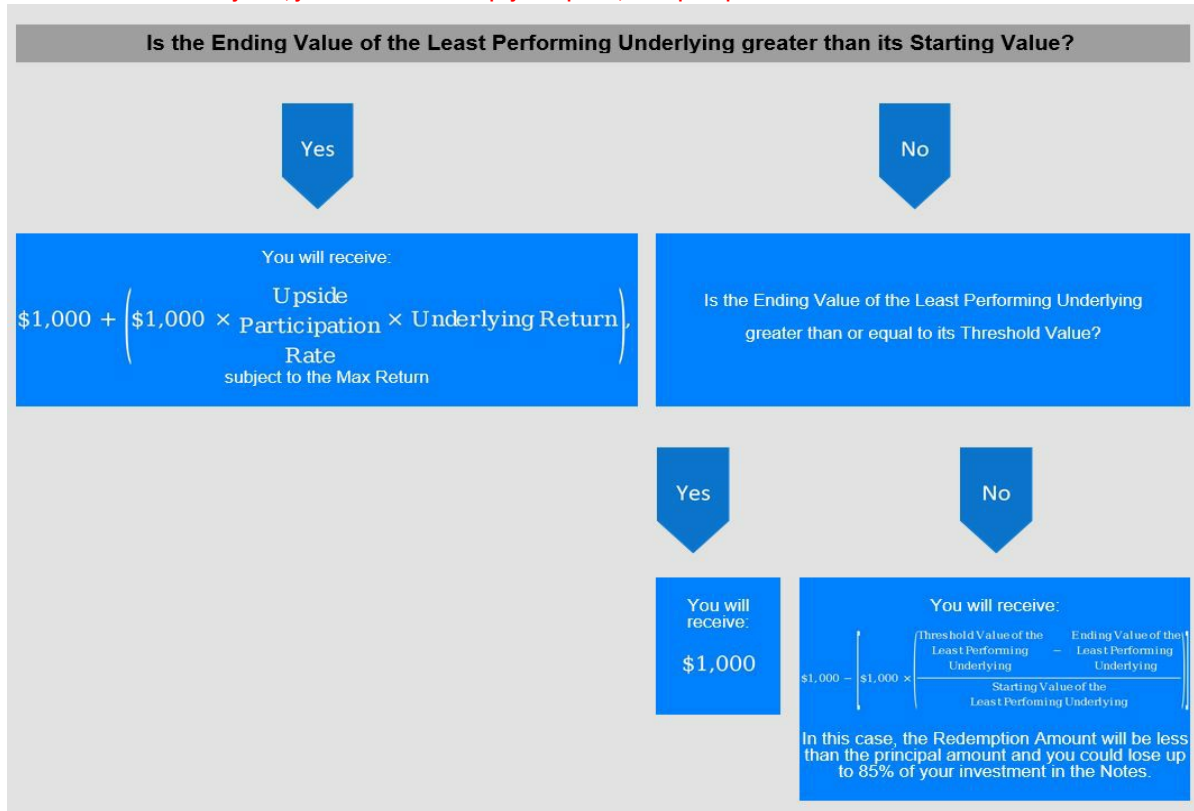 Is the Ending Value of the Least Performing Underlying greater than its Starting Value?
Yes
No
You will receive:
$1,000 + ($1,000 × Upside Participation Rate × Underlying Return),
subject to the Max Return
Is the Ending Value of the Least Performing Underlying
greater than or equal to its Threshold Value?
Yes
No
You will
receive:
$1,000
You will receive:
$1,000 − [$1,000 × (Threshold Value of the Least Performing Underlying − Ending Value of the Least Performing Underlying
Starting Value of the
Least Perfoming Underlying)]
In this case, the Redemption Amount will be less
than the principal amount and you could lose up
to 85% of your investment in the Notes.